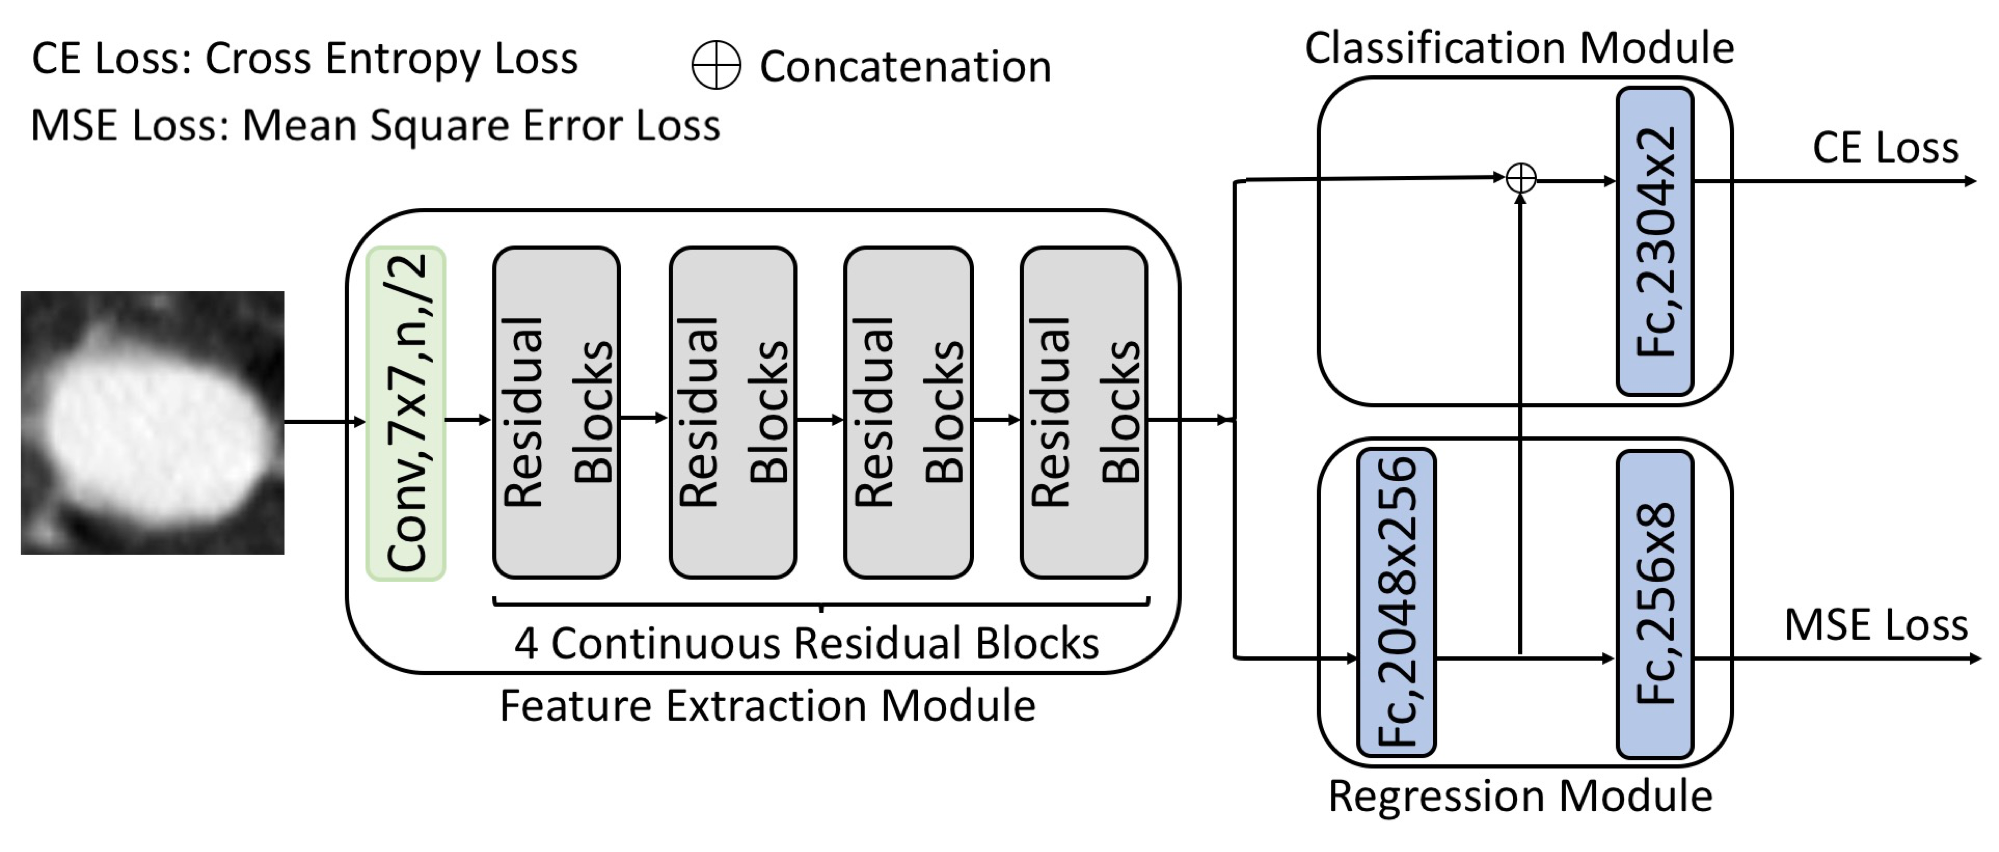 CE Loss: Cross Entropy Loss
MSE Loss: Mean Square Error Loss
Concatenation
Classification Module
Conv,7x7,n,/2
Residual
Blocks
Residual
Blocks
Residual
Blocks
Residual
Blocks
4 Continuous Residual Blocks
Feature Extraction Module
Fc,2304x2
CE Loss
Fc,2048x256
Fc,256x8
MSE Loss
Regression Module